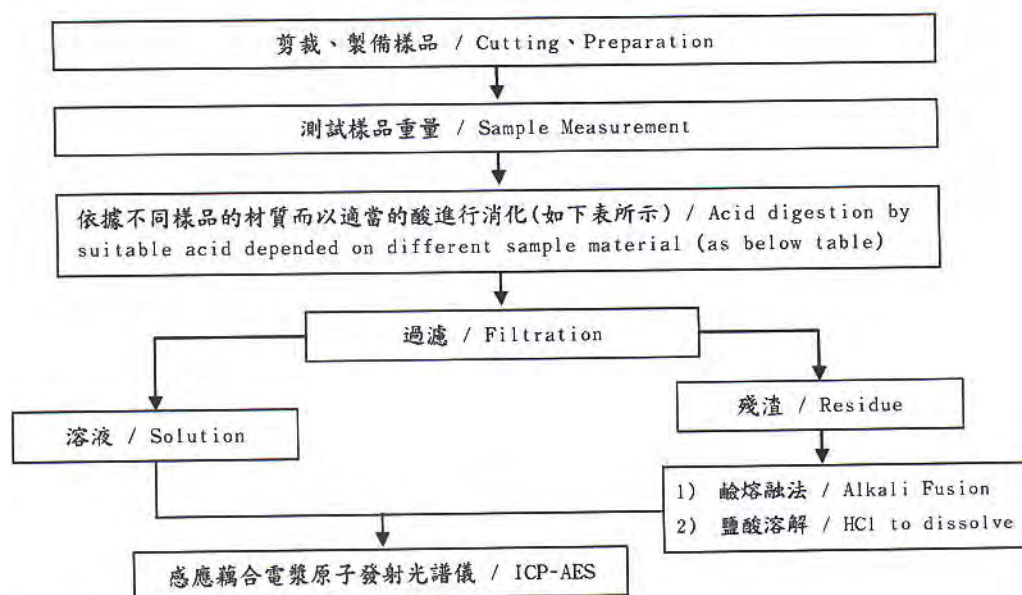 剪裁、製備樣品 / Cutting、Preparation
測試樣品重量 / Sample Measurement
依據不同樣品的材質而以適當的酸進行消化(如下表所示) / Acid digestion by
suitable acid depended on different sample material (as below table)
過濾 / Filtration
溶液 / Solution
殘渣 / Residue
1) 鹼熔融法 / Alkali Fusion
2) 鹽酸溶解 / HCl to dissolve
感應藕合電漿原子發射光譜儀 / ICP-AES